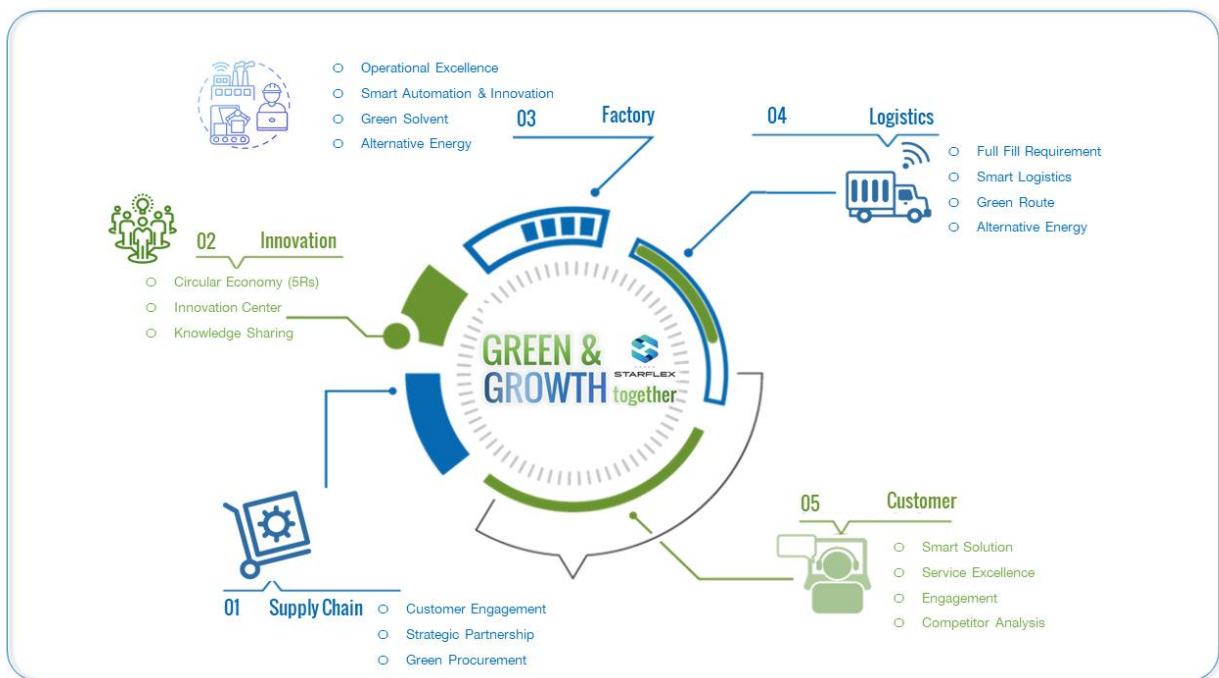 Operational Excellence
Smart Automation & Innovation
Green Solvent
Alternative Energy
03 Factory
04 Logistics
Full Fill Requirement
Smart Logistics
Green Route
Alternative Energy
02 Innovation
Circular Economy (5Rs)
Innovation Center
Knowledge Sharing
GREEN &
GROWTH together
STARFLEX
05 Customer
Smart Solution
Service Excellence
Engagement
Competitor Analysis
01 Supply Chain
Customer Engagement
Strategic Partnership
Green Procurement